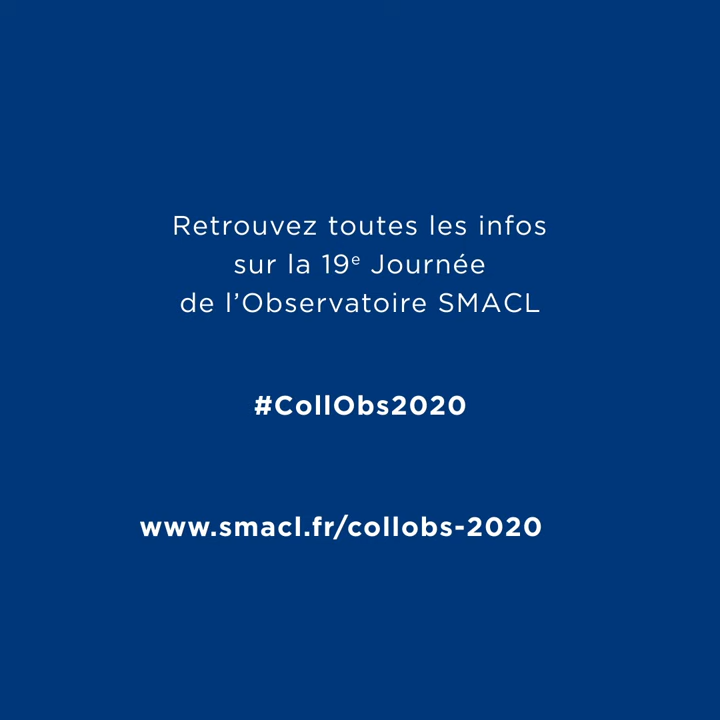 Retrouvez toutes les infos
sur la 19e Journée
de l’Observatoire SMACL
#CollObs2020
www.smacl.fr/collobs-2020